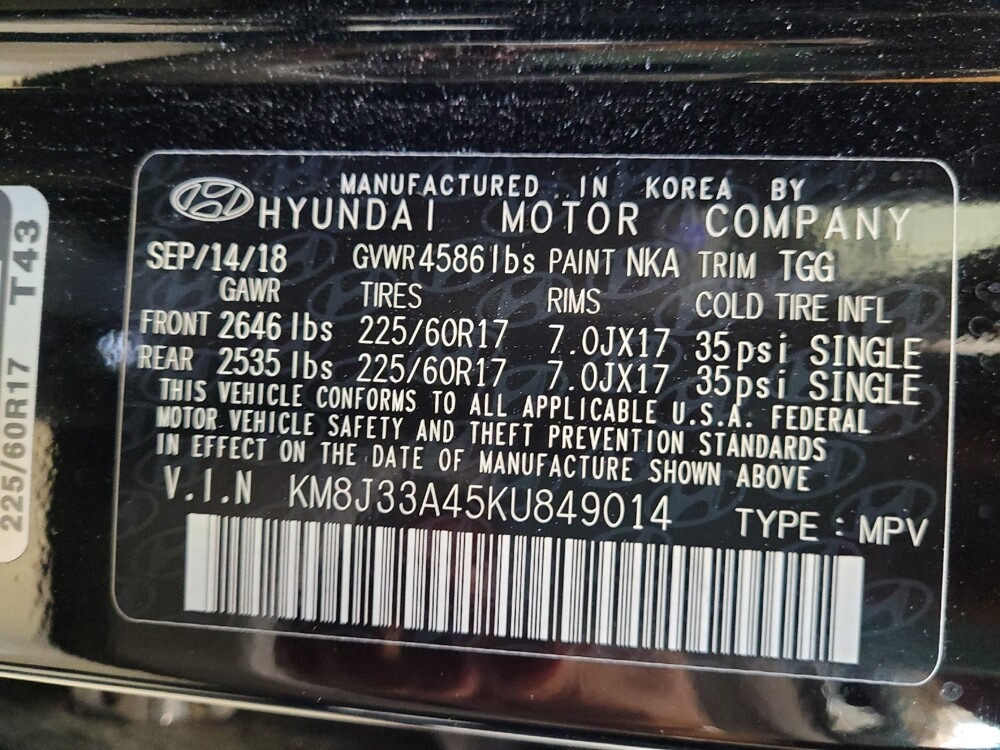 MANUFACTURED IN KOREA BY
HYUNDAI MOTOR COMPANY
SEP/14/18 GVWR 4586 lbs PAINT NKA TRIM TGG
GAWR TIRES RIMS COLD TIRE INFL
FRONT 2646 lbs 225/60R17 7.0JX17 35psi SINGLE
REAR 2535 lbs 225/60R17 7.0JX17 35psi SINGLE
THIS VEHICLE CONFORMS TO ALL APPLICABLE U.S.A. FEDERAL
MOTOR VEHICLE SAFETY AND THEFT PREVENTION STANDARDS
IN EFFECT ON THE DATE OF MANUFACTURE SHOWN ABOVE
V.I.N KM8J33A45KU849014 TYPE : MPV
225/60R17 T43